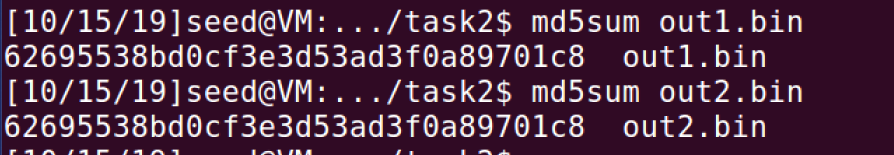 [10/15/19]seed@VM:.../task2$ md5sum out1.bin
62695538bd0cf3e3d53ad3f0a89701c8  out1.bin
[10/15/19]seed@VM:.../task2$ md5sum out2.bin
62695538bd0cf3e3d53ad3f0a89701c8  out2.bin